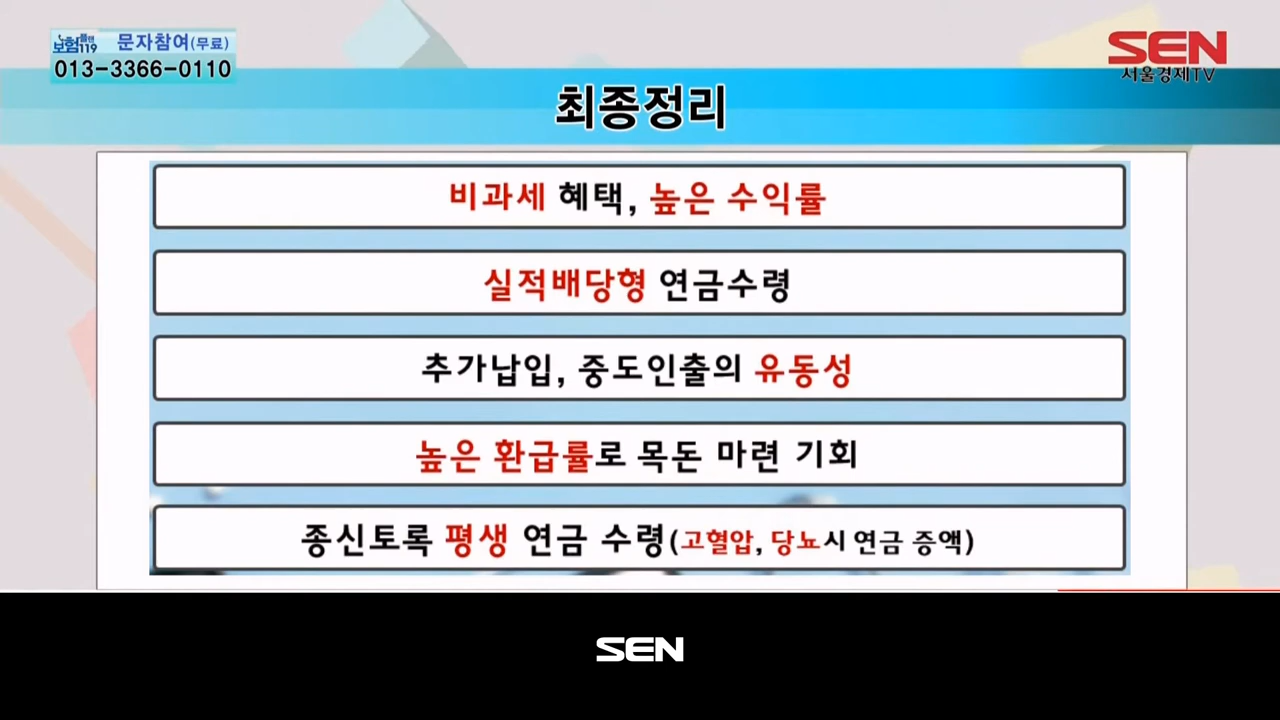 보험플랜119 문자참여(무료)
013-3366-0110
SEN
서울경제TV
최종정리
비과세 혜택, 높은 수익률
실적배당형 연금수령
추가납입, 중도인출의 유동성
높은 환급률로 목돈 마련 기회
종신토록 평생 연금 수령(고혈압, 당뇨시 연금 증액)
SEN